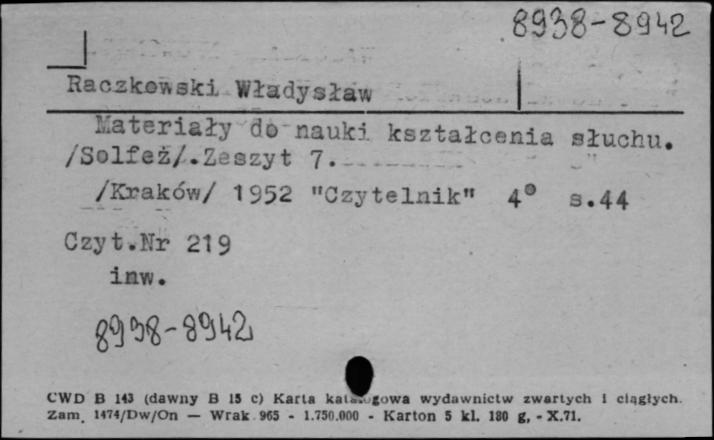 8938-8942
Raczkowski Władysław
Materiały do nauki kształcenia słuchu.
/Solfeż/.Zeszyt 7.
/Kraków/ 1952 "Czytelnik" 4° s.44
Czyt.Nr 219
inw.
8938-8942
CWD B 143 (dawny B 15 c) Karta katalogowa wydawnictw zwartych i ciągłych.
Zam. 1474/Dw/On — Wrak 965 - 1.750.000 - Karton 5 kl. 180 g, - X.71.